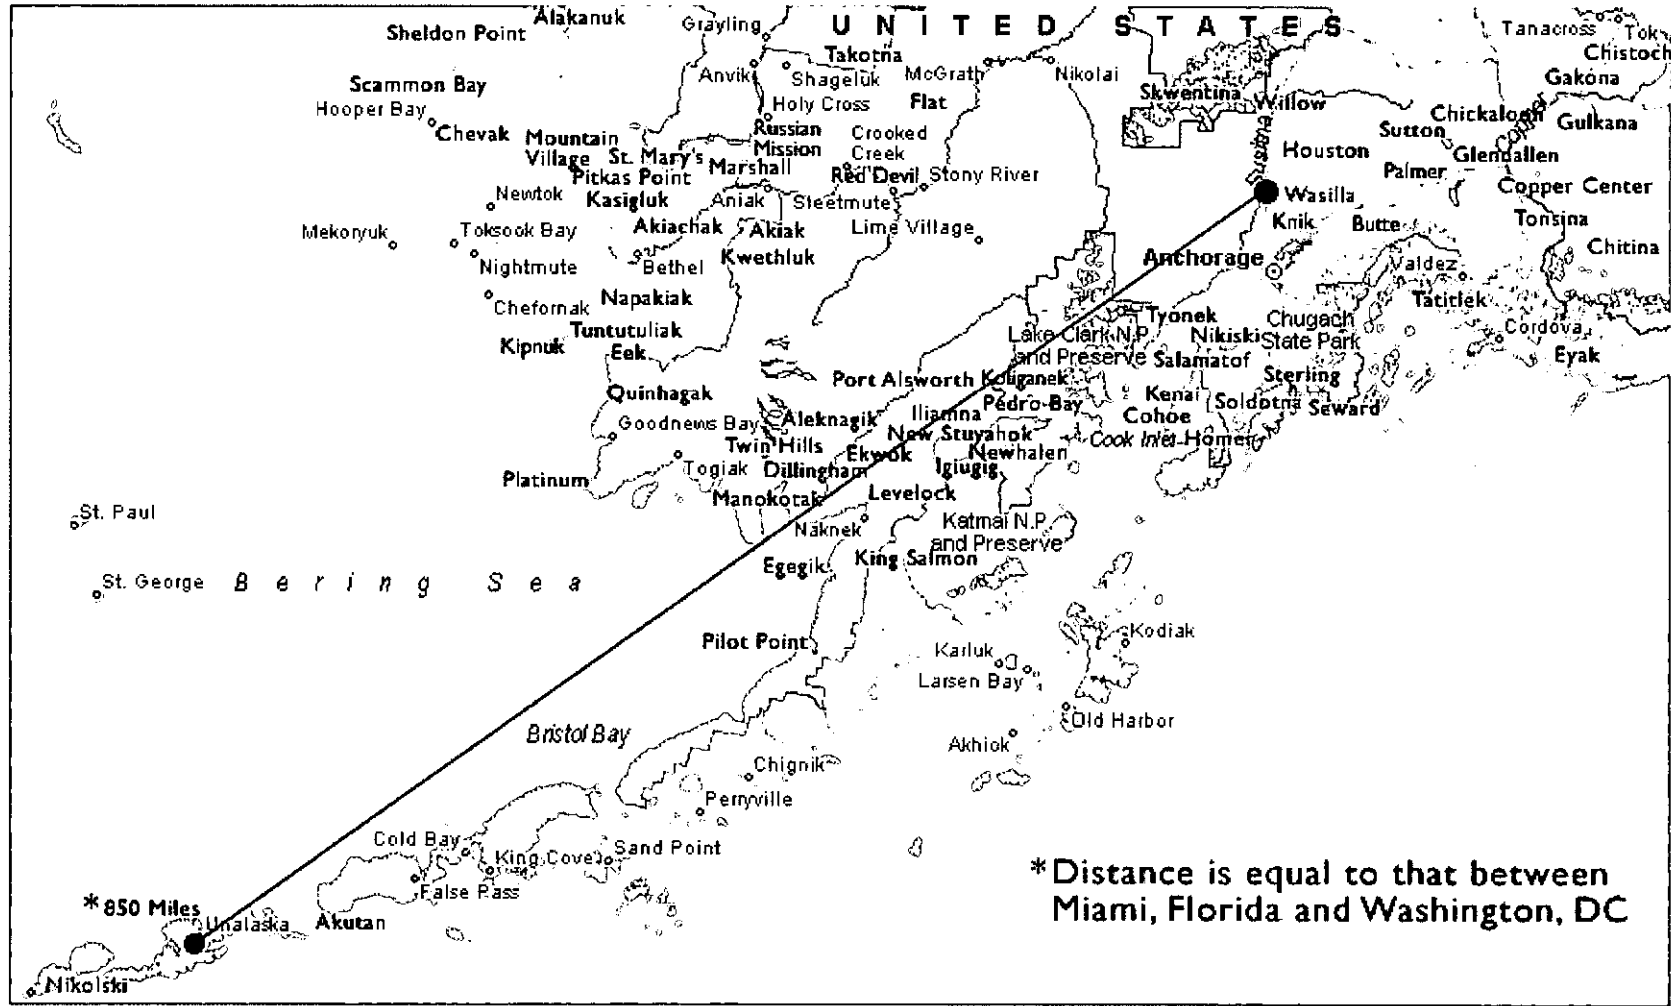 Alakanuk
Sheldon Point
Grayling
UNITED STATES
Tanacross
Tok
Chistoch
Takotna
Anvik
Shageluk
McGrath
Nikolai
Gakona
Scammon Bay
Skwentina
Willow
Hooper Bay
Holy Cross
Flat
Chickaloon
Copper
Gulkana
Chevak
Mountain
Village
Russian
Mission
Crooked
Creek
Sutton
Houston
Glendallen
St. Mary's
Marshall
Pitkas Point
Red Devil
Stony River
Palmer
Copper Center
Newtok
Kasigluk
Aniak
Sleetmute
Wasilla
Mekoryuk
Toksook Bay
Akiachak
Akiak
Lime Village
Knik
Butte
Tonsina
Chitina
Nightmute
Bethel
Kwethluk
Anchorage
Valdez
Chefornak
Napakiak
Tatitlek
Tyonek
Chugach
State Park
Cordova
Kipnuk
Tuntutuliak
Eek
Lake Clark N.P.
and Preserve
Nikiski
Salamatof
Eyak
Port Alsworth
Koliganek
Sterling
Quinhagak
Iliamna
Pedro Bay
Kenai
Soldotna
Seward
Goodnews Bay
Aleknagik
Cohoe
New Stuyahok
Cook Inlet
Homer
Twin Hills
Ekwok
Newhalen
Platinum
Togiak
Dillingham
Igiugig
Manokotak
Levelock
St. Paul
Naknek
Katmai N.P.
and Preserve
Egegik
King Salmon
St. George
Bering Sea
Pilot Point
Karluk
Kodiak
Larsen Bay
Old Harbor
Bristol Bay
Akhiok
Chignik
Perryville
Cold Bay
King Cove
Sand Point
False Pass
*850 Miles
Unalaska
Akutan
Nikolski
*Distance is equal to that between
Miami, Florida and Washington, DC